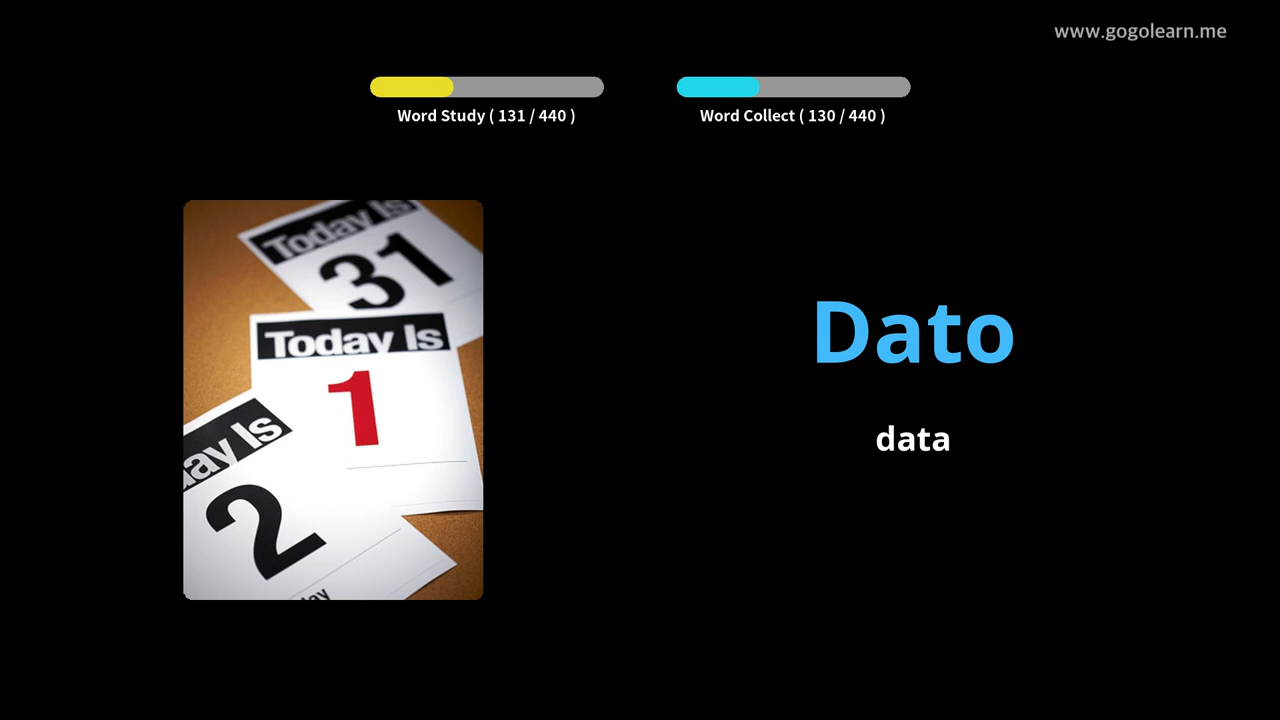 www.gogolearn.me
Word Study ( 131 / 440 )
Word Collect ( 130 / 440 )
Today Is
31
Today Is
1
day Is
2
Dato
data